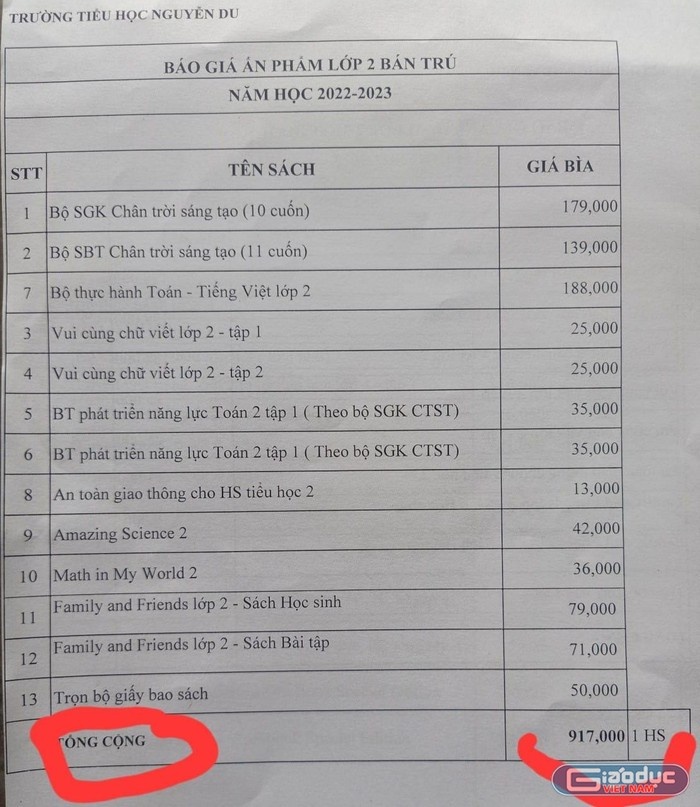 TRƯỜNG TIỂU HỌC NGUYỄN DU
BÁO GIÁ ẤN PHẨM LỚP 2 BÁN TRÚ
NĂM HỌC 2022-2023
STT TÊN SÁCH GIÁ BÌA
1 Bộ SGK Chân trời sáng tạo (10 cuốn) 179,000
2 Bộ SBT Chân trời sáng tạo (11 cuốn) 139,000
7 Bộ thực hành Toán - Tiếng Việt lớp 2 188,000
3 Vui cùng chữ viết lớp 2 - tập 1 25,000
4 Vui cùng chữ viết lớp 2 - tập 2 25,000
5 BT phát triển năng lực Toán 2 tập 1 ( Theo bộ SGK CTST) 35,000
6 BT phát triển năng lực Toán 2 tập 1 ( Theo bộ SGK CTST) 35,000
8 An toàn giao thông cho HS tiểu học 2 13,000
9 Amazing Science 2 42,000
10 Math in My World 2 36,000
11 Family and Friends lớp 2 - Sách Học sinh 79,000
12 Family and Friends lớp 2 - Sách Bài tập 71,000
13 Trọn bộ giấy bao sách 50,000
TỔNG CỘNG 917,000 1 HS
Giáo dục
VIỆT NAM